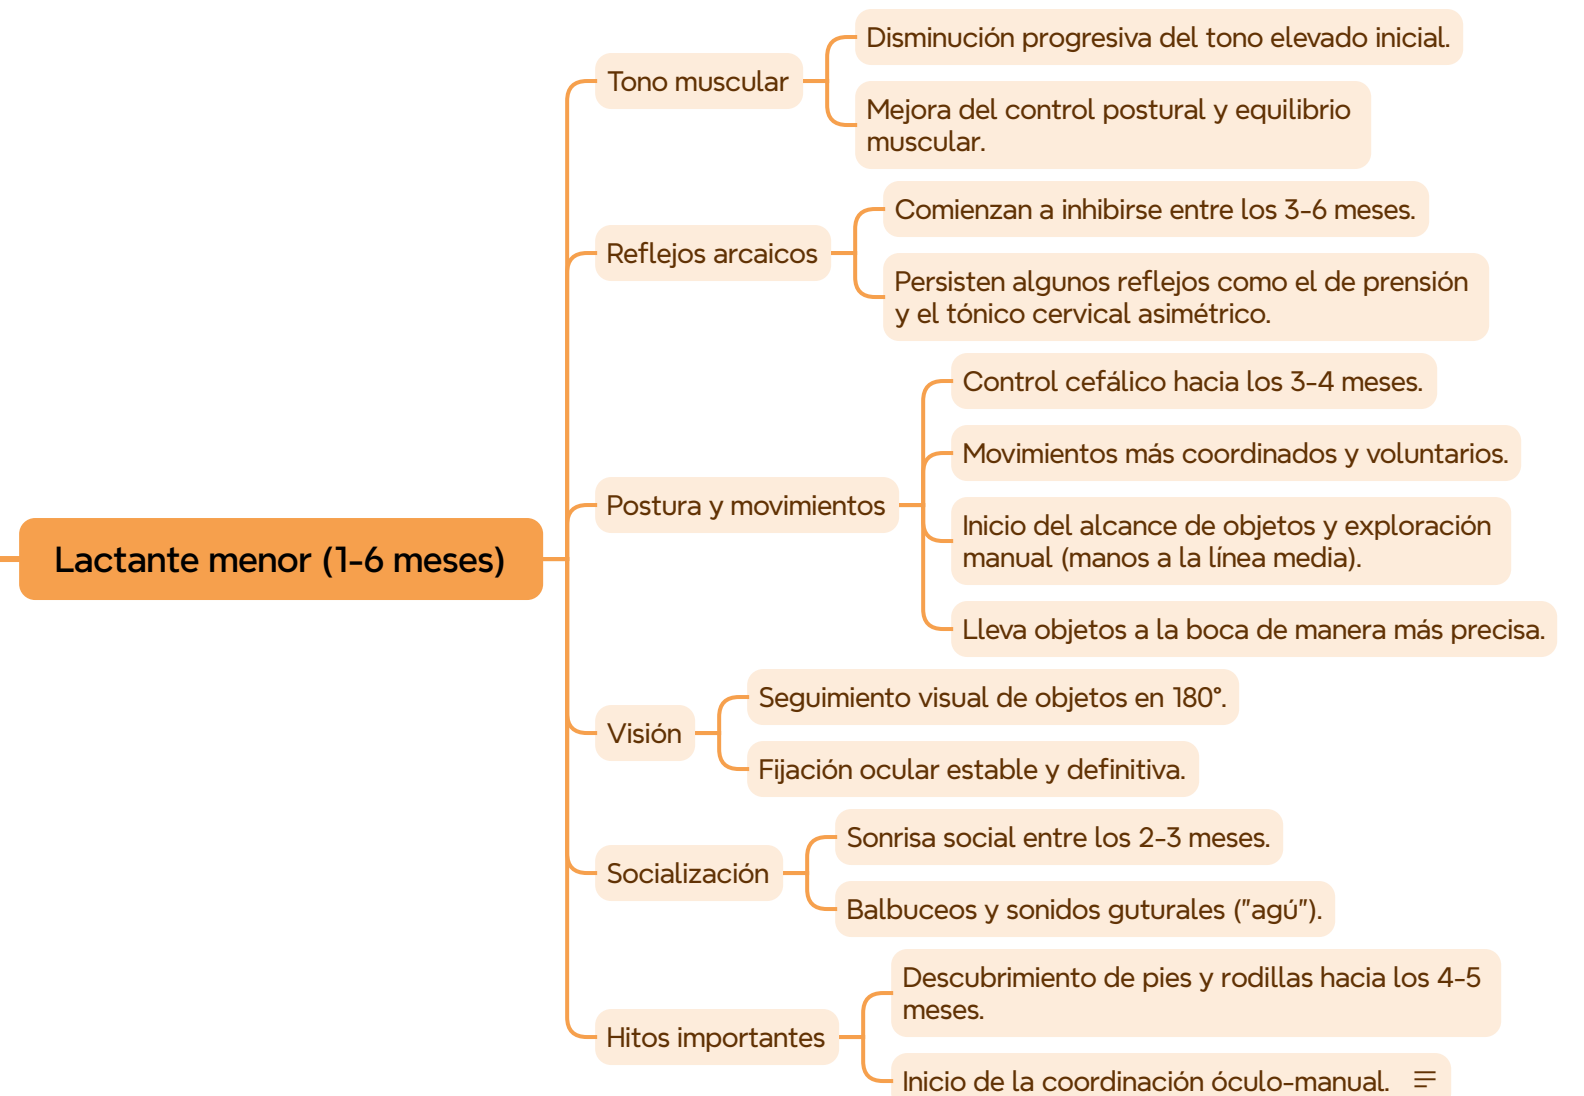 Lactante menor (1-6 meses)
Tono muscular
Disminución progresiva del tono elevado inicial.
Mejora del control postural y equilibrio
muscular.
Reflejos arcaicos
Comienzan a inhibirse entre los 3-6 meses.
Persisten algunos reflejos como el de prensión
y el tónico cervical asimétrico.
Postura y movimientos
Control cefálico hacia los 3-4 meses.
Movimientos más coordinados y voluntarios.
Inicio del alcance de objetos y exploración
manual (manos a la línea media).
Lleva objetos a la boca de manera más precisa.
Visión
Seguimiento visual de objetos en 180°.
Fijación ocular estable y definitiva.
Socialización
Sonrisa social entre los 2-3 meses.
Balbuceos y sonidos guturales ("agú").
Hitos importantes
Descubrimiento de pies y rodillas hacia los 4-5
meses.
Inicio de la coordinación óculo-manual.